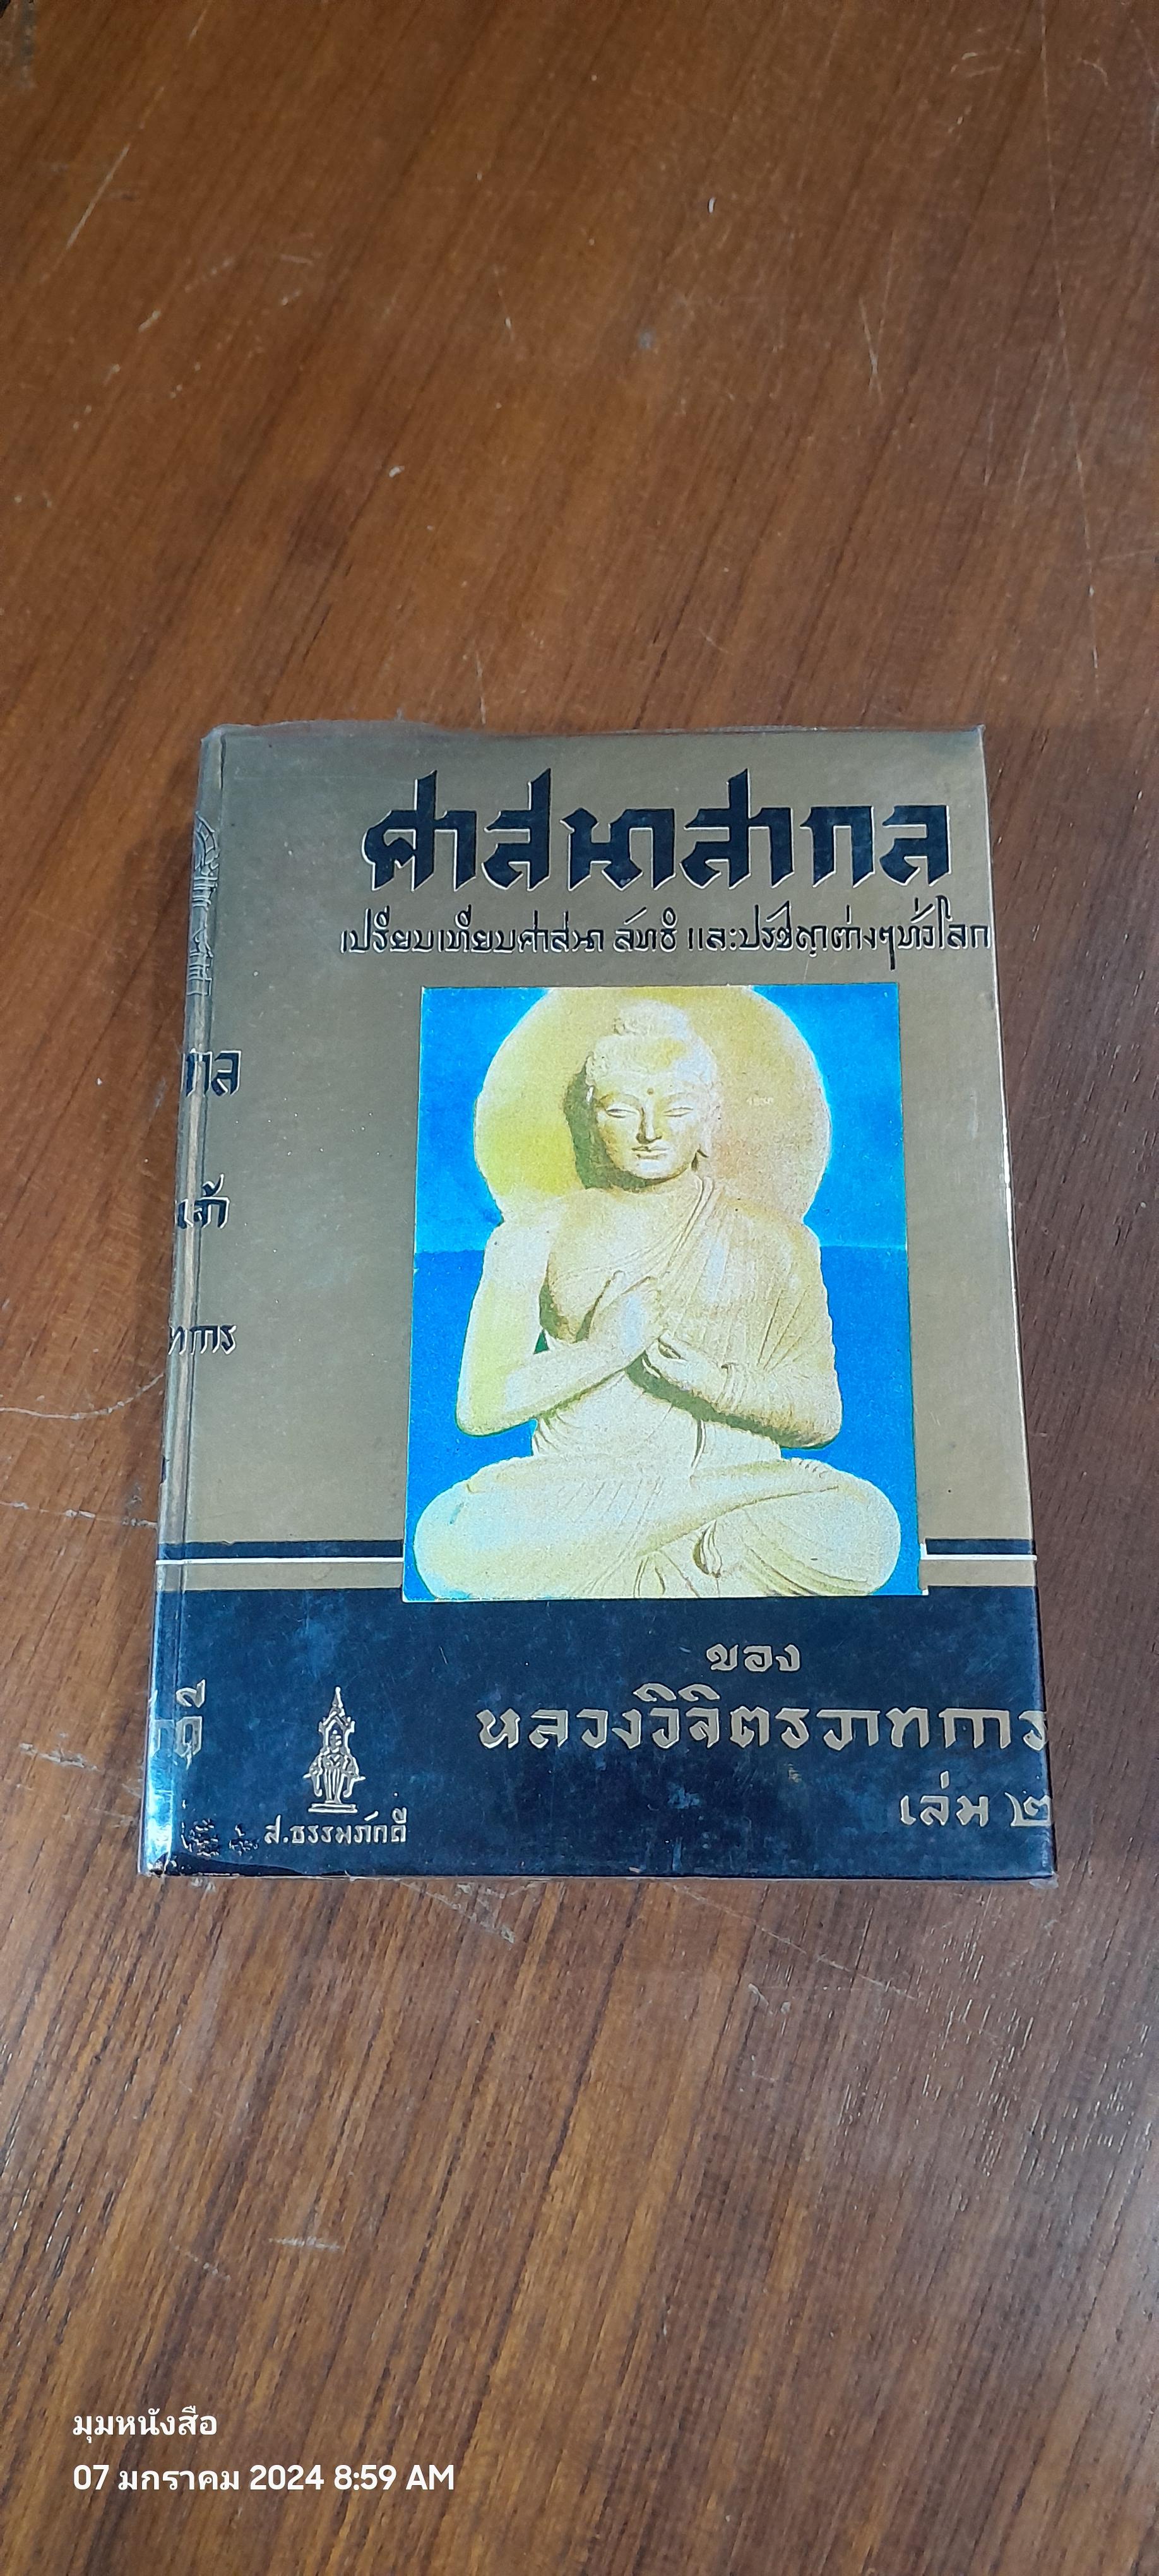 ศาสนาสากล
เปรียบเทียบศาสนา ลัทธิ และปรัชญาต่างๆทั่วโลก
ของ
หลวงวิจิตรวาทการ
เล่ม ๒
ส.ธรรมภักดี
มุมหนังสือ
07 มกราคม 2024 8:59 AM